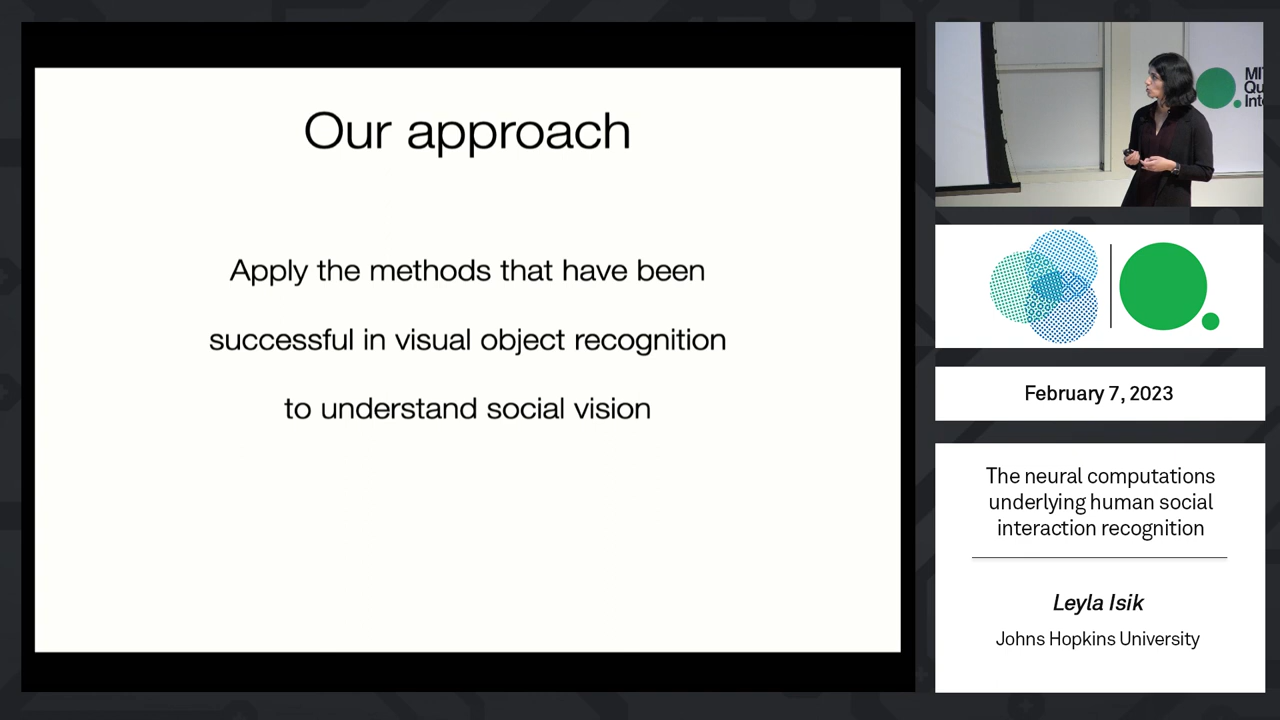 Our approach
Apply the methods that have been
successful in visual object recognition
to understand social vision
February 7, 2023
The neural computations
underlying human social
interaction recognition
Leyla Isik
Johns Hopkins University